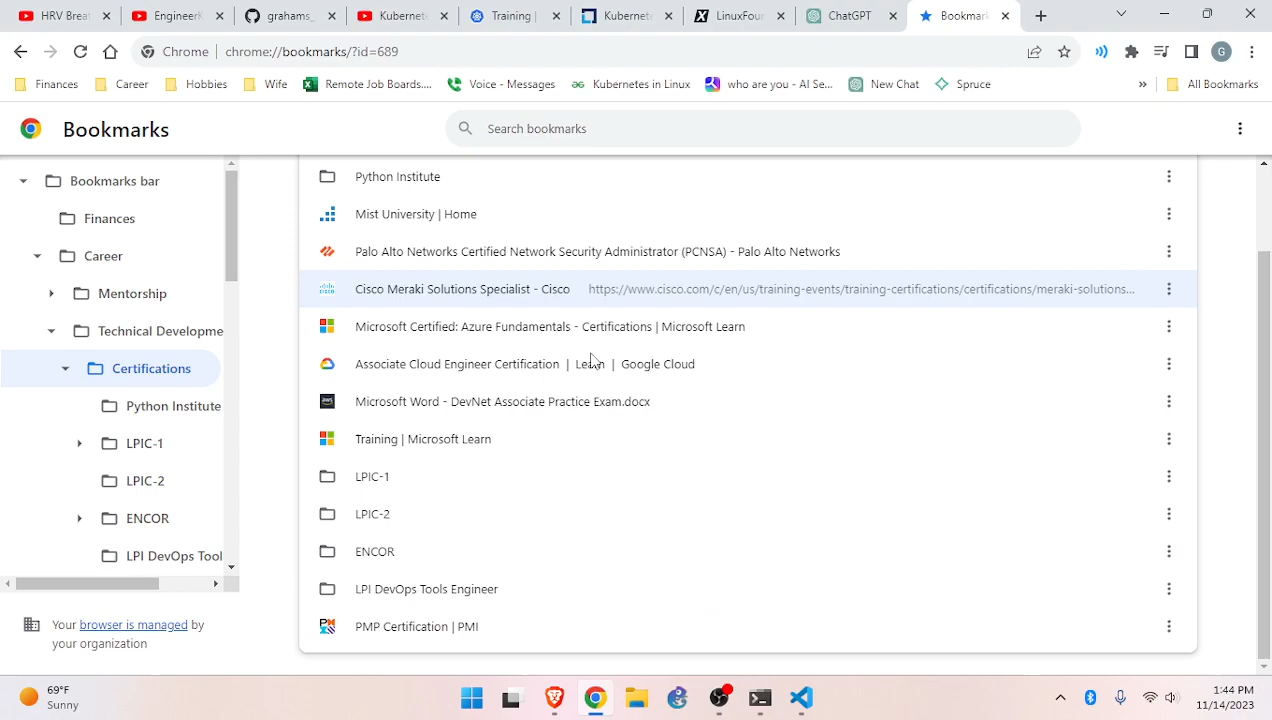 HRV Breat
EngineerK
grahams_
Kubernet
Training |
Kubernet
LinuxFour
ChatGPT
Bookmark
Chrome
chrome://bookmarks/?id=689
G
Finances
Career
Hobbies
Wife
Remote Job Boards....
Voice - Messages
Kubernetes in Linux
who are you - AI Se...
New Chat
Spruce
»
All Bookmarks
Bookmarks
Search bookmarks
Bookmarks bar
Finances
Career
Mentorship
Technical Developme
Certifications
Python Institute
LPIC-1
LPIC-2
ENCOR
LPI DevOps Tool
Your browser is managed by
your organization
Python Institute
Mist University | Home
Palo Alto Networks Certified Network Security Administrator (PCNSA) - Palo Alto Networks
Cisco Meraki Solutions Specialist - Cisco https://www.cisco.com/c/en/us/training-events/training-certifications/certifications/meraki-solutions...
Microsoft Certified: Azure Fundamentals - Certifications | Microsoft Learn
Associate Cloud Engineer Certification | Learn | Google Cloud
Microsoft Word - DevNet Associate Practice Exam.docx
Training | Microsoft Learn
LPIC-1
LPIC-2
ENCOR
LPI DevOps Tools Engineer
PMP Certification | PMI
69°F
Sunny
1:44 PM
11/14/2023